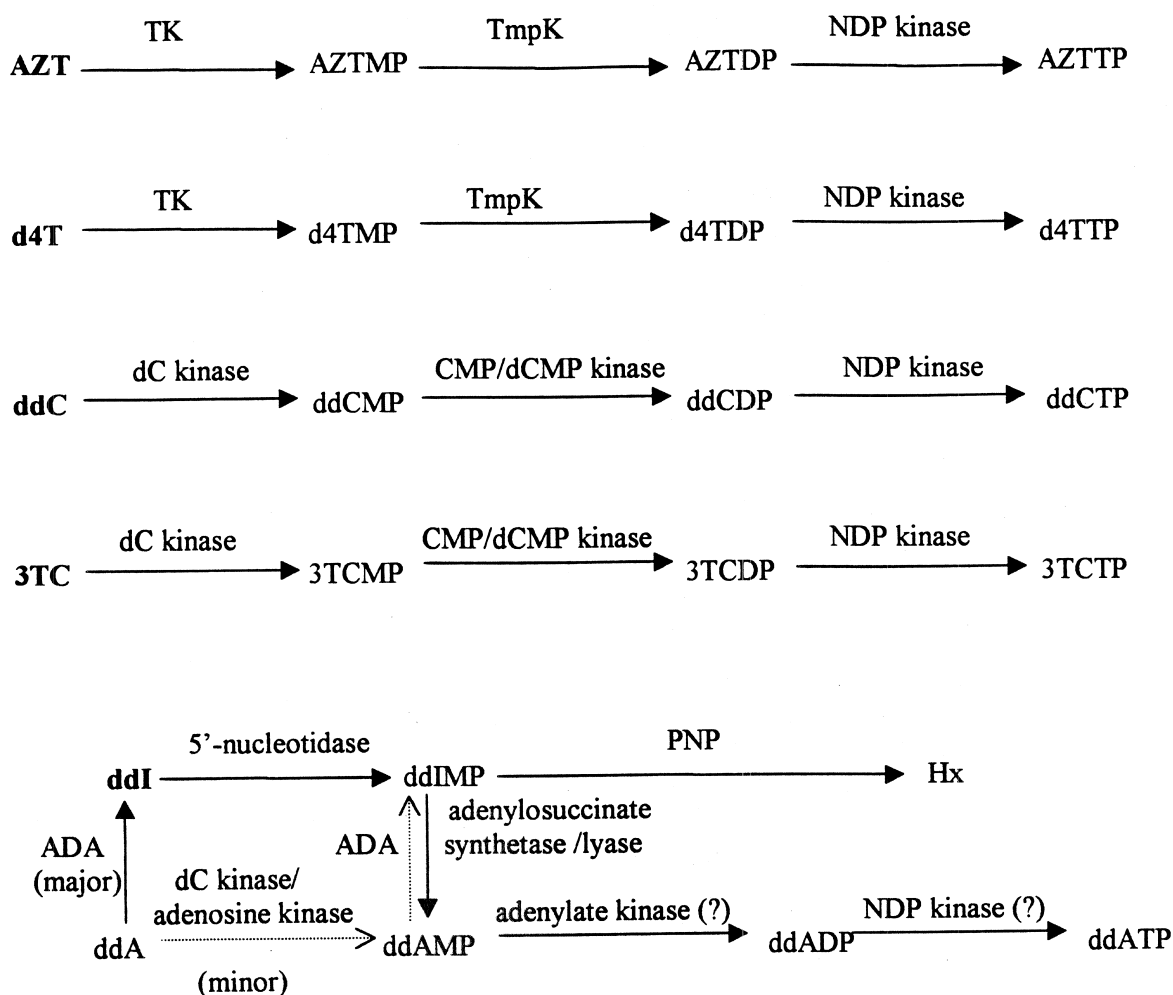 TK TmpK NDP kinase
AZT AZTMP AZTDP AZTTP
TK TmpK NDP kinase
d4T d4TMP d4TDP d4TTP
dC kinase CMP/dCMP kinase NDP kinase
ddC ddCMP ddCDP ddCTP
dC kinase CMP/dCMP kinase NDP kinase
3TC 3TCMP 3TCDP 3TCTP
5'-nucleotidase PNP
ddI ddIMP Hx
ADA
(major)
ADA
adenylosuccinate
synthetase /lyase
dC kinase/
adenosine kinase
adenylate kinase (?) NDP kinase (?)
ddA ddAMP ddADP ddATP
(minor)